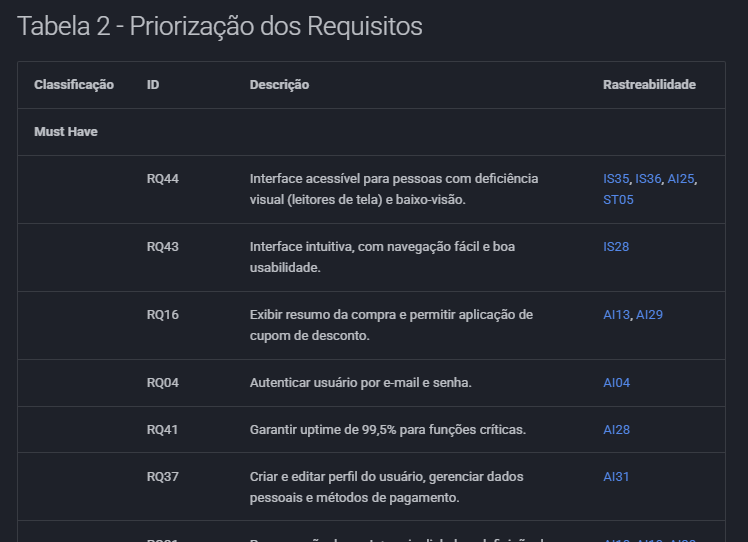 Tabela 2 - Priorização dos Requisitos
Classificação ID Descrição Rastreabilidade
Must Have
RQ44 Interface acessível para pessoas com deficiência IS35, IS36, AI25,
visual (leitores de tela) e baixo-visão. ST05
RQ43 Interface intuitiva, com navegação fácil e boa IS28
usabilidade.
RQ16 Exibir resumo da compra e permitir aplicação de AI13, AI29
cupom de desconto.
RQ04 Autenticar usuário por e-mail e senha. AI04
RQ41 Garantir uptime de 99,5% para funções críticas. AI28
RQ37 Criar e editar perfil do usuário, gerenciar dados AI31
pessoais e métodos de pagamento.